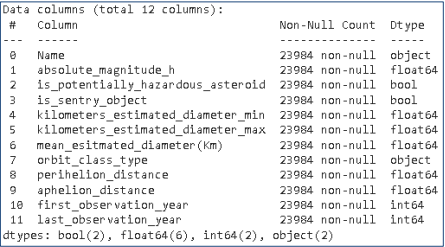 Data columns (total 12 columns):
 #   Column                             Non-Null Count  Dtype
---  ------                             --------------  -----
 0   Name                               23984 non-null  object
 1   absolute_magnitude_h               23984 non-null  float64
 2   is_potentially_hazardous_asteroid  23984 non-null  bool
 3   is_sentry_object                   23984 non-null  bool
 4   kilometers_estimated_diameter_min  23984 non-null  float64
 5   kilometers_estimated_diameter_max  23984 non-null  float64
 6   mean_esitmated_diameter(Km)        23984 non-null  float64
 7   orbit_class_type                   23984 non-null  object
 8   perihelion_distance                23984 non-null  float64
 9   aphelion_distance                  23984 non-null  float64
 10  first_observation_year             23984 non-null  int64
 11  last_observation_year              23984 non-null  int64
dtypes: bool(2), float64(6), int64(2), object(2)